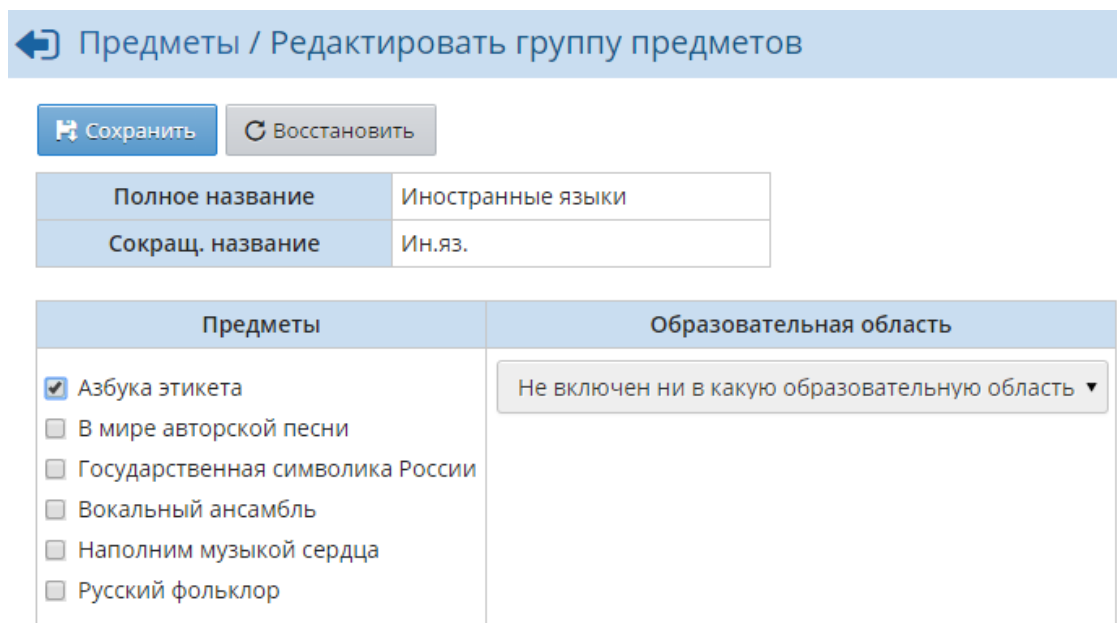 Предметы / Редактировать группу предметов
Сохранить Восстановить
Полное название Иностранные языки
Сокращ. название Ин.яз.
Предметы Образовательная область
Азбука этикета Не включен ни в какую образовательную область
В мире авторской песни
Государственная символика России
Вокальный ансамбль
Наполним музыкой сердца
Русский фольклор